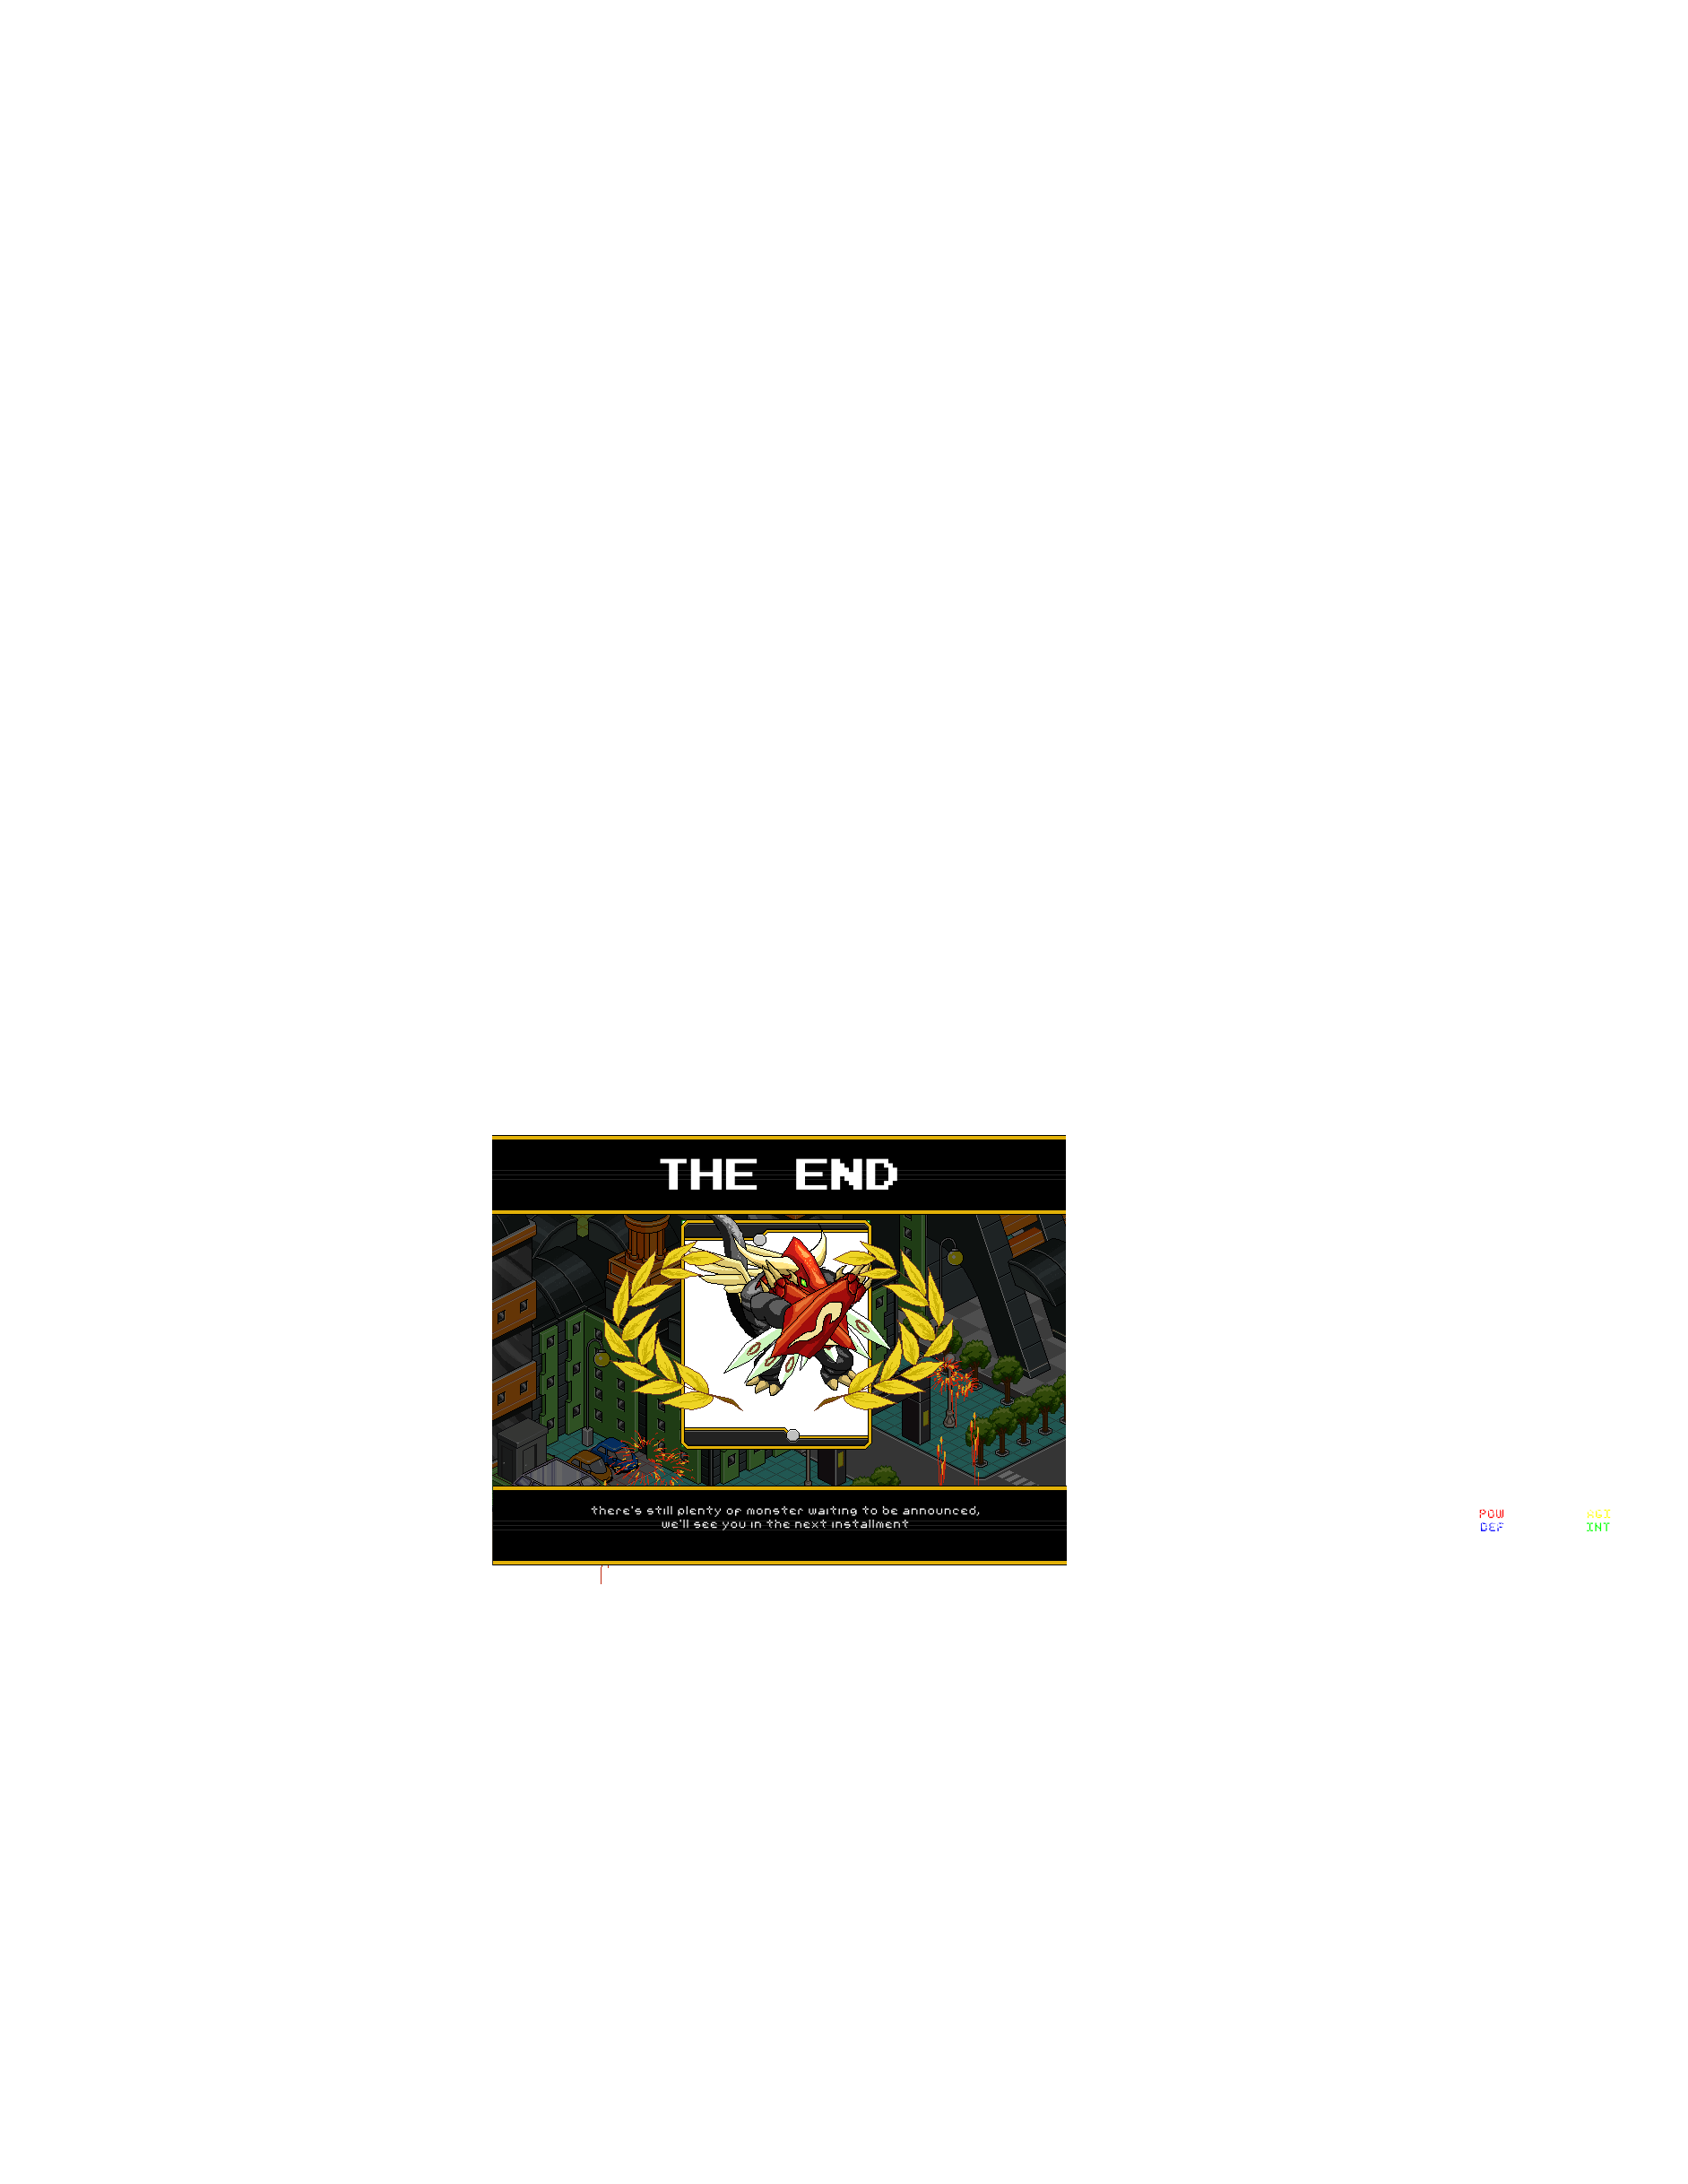 THE END
there's still plenty of monster waiting to be announced,
we'll see you in the next installment
POW AGI
DEF INT